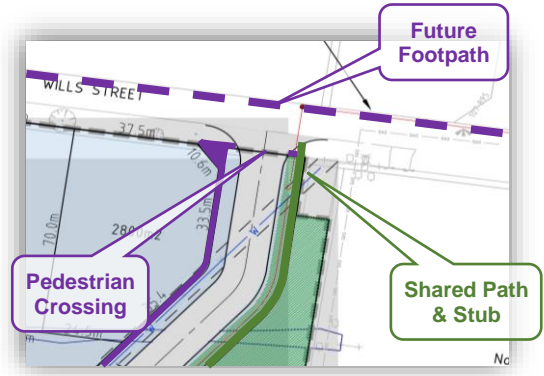 Future
Footpath
WILLS STREET
37.5m
10.6m
33.5m
70.0m
Pedestrian
Crossing
Shared Path
& Stub